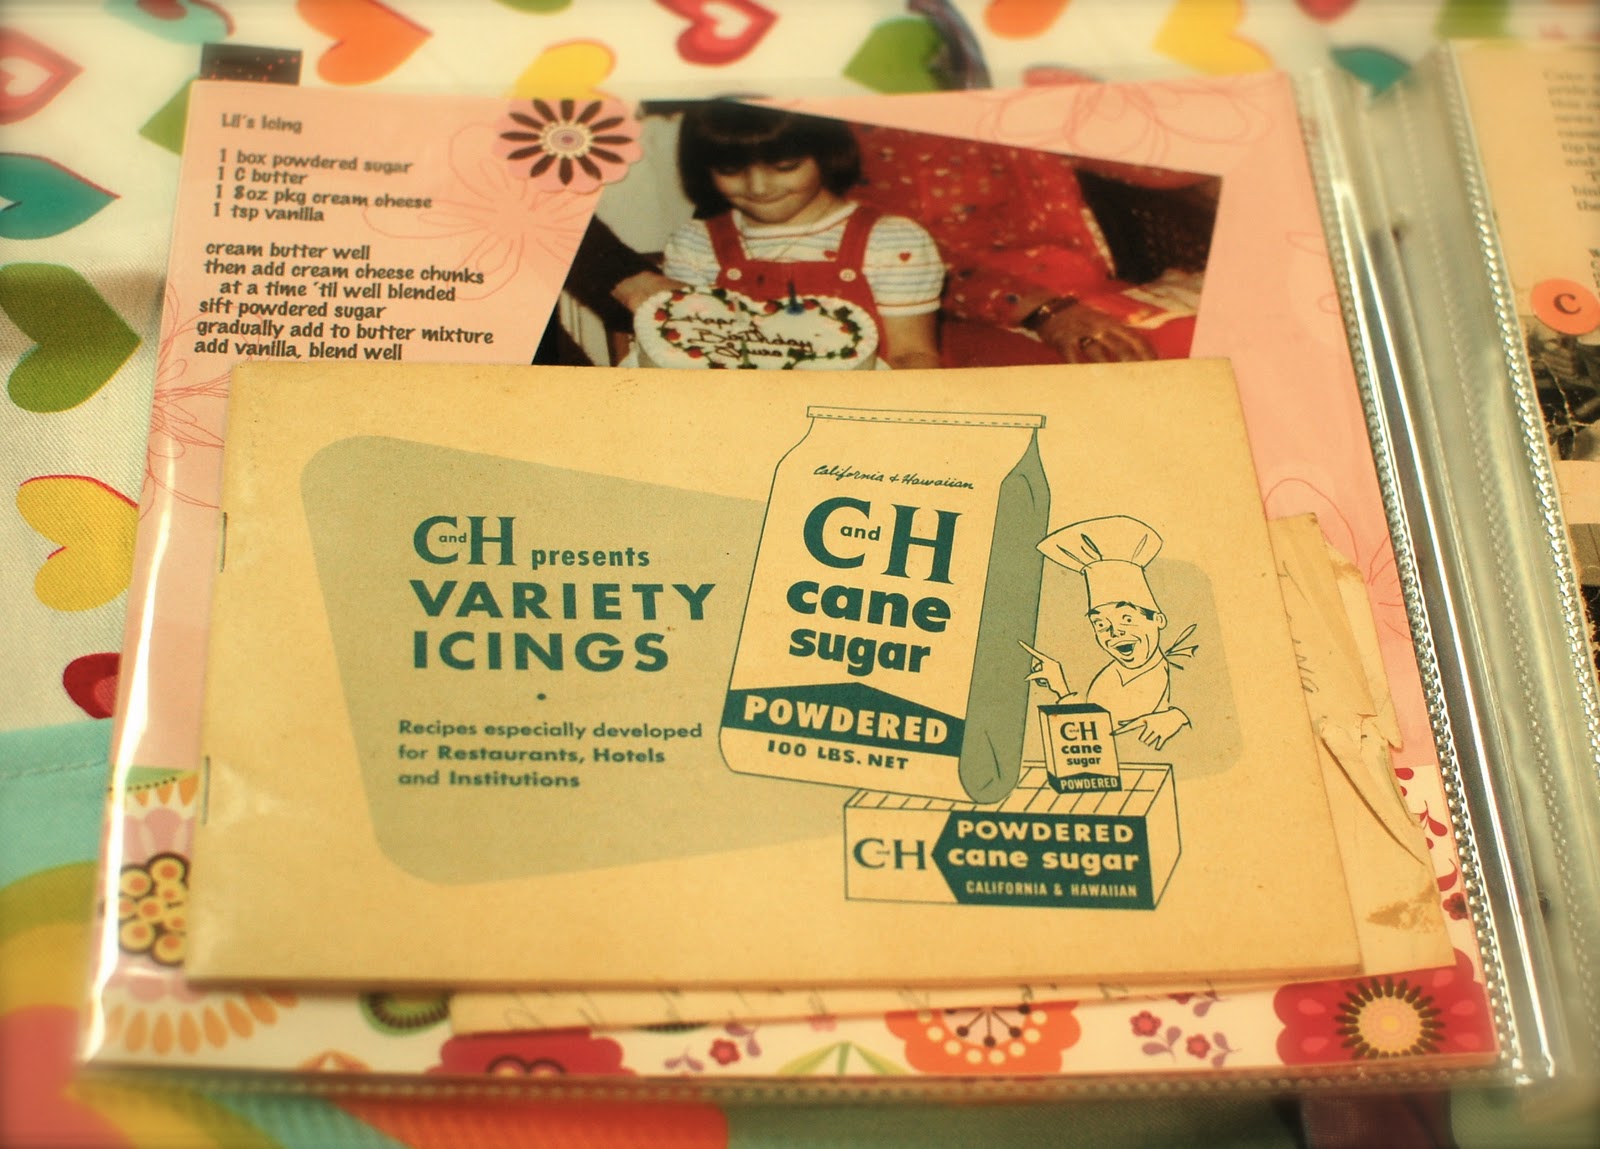 Lil's Icing
1 box powdered sugar
1 C butter
1 8oz pkg cream cheese
1 tsp vanilla
cream butter well
then add cream cheese chunks
at a time 'til well blended
sift powdered sugar
gradually add to butter mixture
add vanilla, blend well
Happy
Birthday
Laura
C and H presents
VARIETY
ICINGS
•
Recipes especially developed
for Restaurants, Hotels
and Institutions
California & Hawaiian
C and H
cane
sugar
POWDERED
100 LBS. NET
C and H
cane
sugar
POWDERED
C and H
POWDERED
cane sugar
CALIFORNIA & HAWAIIAN
C